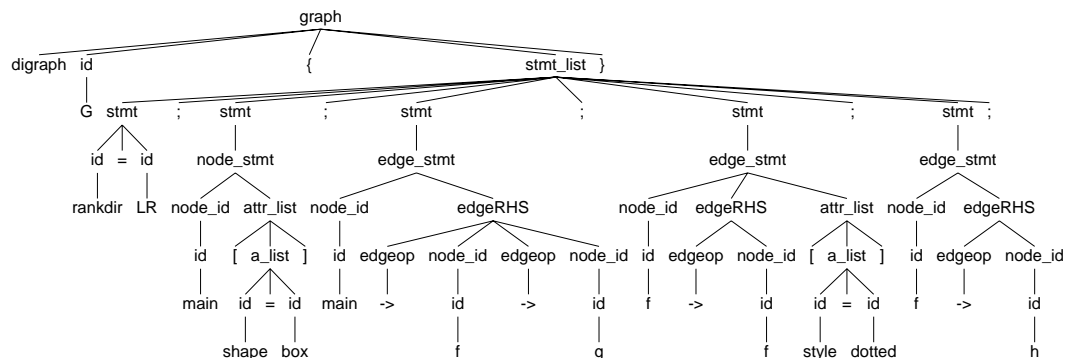 graph
digraph id { stmt_list }
G stmt ; stmt ; stmt ; stmt ; stmt ;
id = id node_stmt edge_stmt edge_stmt edge_stmt
rankdir LR node_id attr_list node_id edgeRHS node_id edgeRHS attr_list node_id edgeRHS
id [ a_list ] id edgeop node_id edgeop node_id id edgeop node_id [ a_list ] id edgeop node_id
main id = id main -> id -> id f -> id id = id f -> id
shape box f g f style dotted h